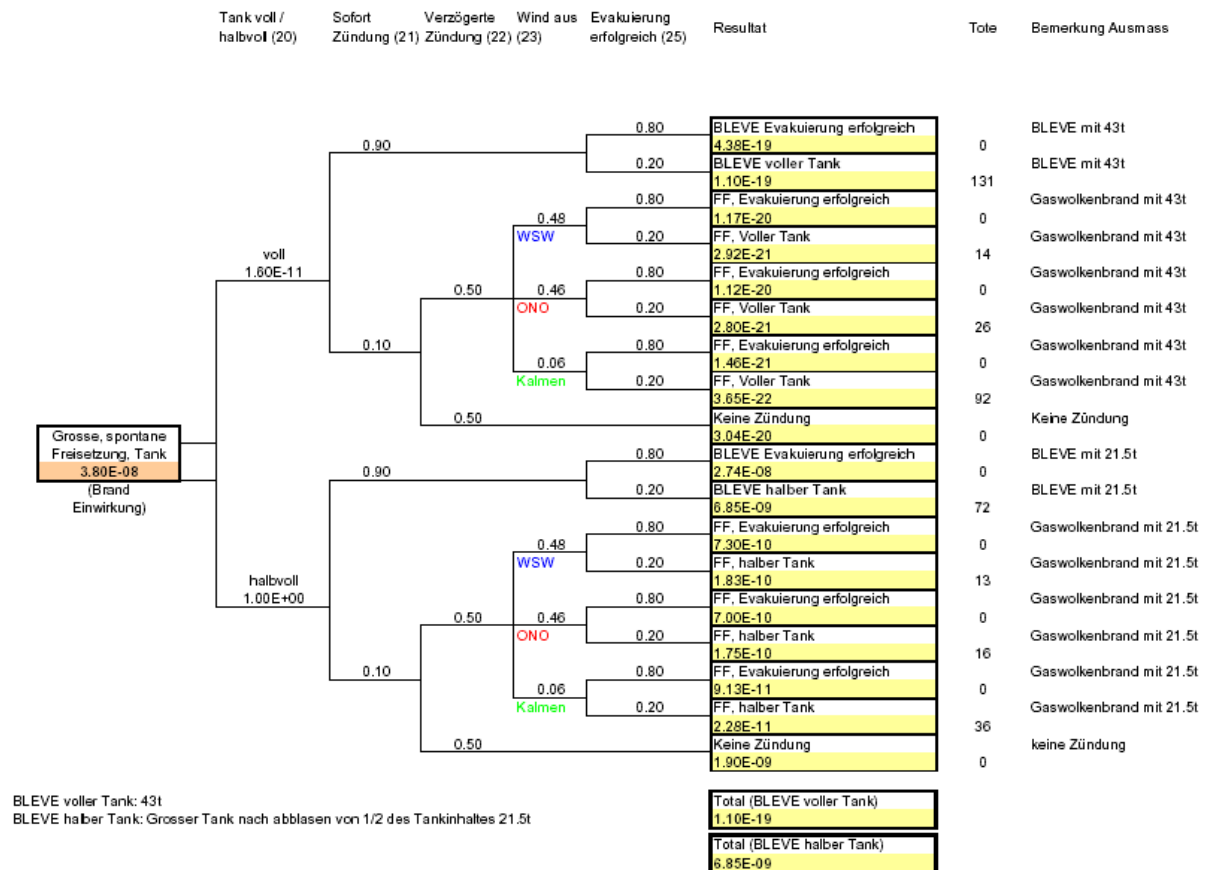 Tank voll / halbvoll (20)
Sofort Zündung (21)
Verzögerte Zündung (22)
Wind aus (23)
Evakuierung erfolgreich (25)
Resultat
Tote
Bemerkung Ausmass
0.80
BLEVE Evakuierung erfolgreich
4.38E-19
0
BLEVE mit 43t
0.90
0.20
BLEVE voller Tank
1.10E-19
131
BLEVE mit 43t
0.80
FF, Evakuierung erfolgreich
1.17E-20
0
Gaswolkenbrand mit 43t
0.48
WSW
0.20
FF, Voller Tank
2.92E-21
14
Gaswolkenbrand mit 43t
voll
1.60E-11
0.80
FF, Evakuierung erfolgreich
1.12E-20
0
Gaswolkenbrand mit 43t
0.50
0.46
ONO
0.20
FF, Voller Tank
2.80E-21
26
Gaswolkenbrand mit 43t
0.10
0.80
FF, Evakuierung erfolgreich
1.46E-21
0
Gaswolkenbrand mit 43t
0.06
Kalmen
0.20
FF, Voller Tank
3.65E-22
92
Gaswolkenbrand mit 43t
0.50
Keine Zündung
3.04E-20
0
Keine Zündung
Grosse, spontane
Freisetzung, Tank
3.80E-08
(Brand
Einwirkung)
0.80
BLEVE Evakuierung erfolgreich
2.74E-08
0
BLEVE mit 21.5t
0.90
0.20
BLEVE halber Tank
6.85E-09
72
BLEVE mit 21.5t
0.80
FF, Evakuierung erfolgreich
7.30E-10
0
Gaswolkenbrand mit 21.5t
0.48
WSW
0.20
FF, halber Tank
1.83E-10
13
Gaswolkenbrand mit 21.5t
halbvoll
1.00E+00
0.80
FF, Evakuierung erfolgreich
7.00E-10
0
Gaswolkenbrand mit 21.5t
0.50
0.46
ONO
0.20
FF, halber Tank
1.75E-10
16
Gaswolkenbrand mit 21.5t
0.10
0.80
FF, Evakuierung erfolgreich
9.13E-11
0
Gaswolkenbrand mit 21.5t
0.06
Kalmen
0.20
FF, halber Tank
2.28E-11
36
Gaswolkenbrand mit 21.5t
0.50
Keine Zündung
1.90E-09
0
keine Zündung
BLEVE voller Tank: 43t
BLEVE halber Tank: Grosser Tank nach abblasen von 1/2 des Tankinhaltes 21.5t
Total (BLEVE voller Tank)
1.10E-19
Total (BLEVE halber Tank)
6.85E-09